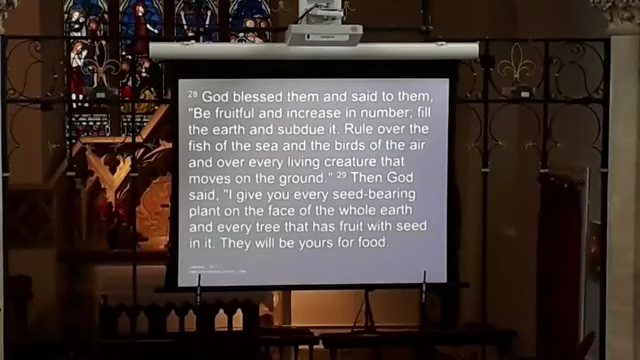 28 God blessed them and said to them,
"Be fruitful and increase in number; fill
the earth and subdue it. Rule over the
fish of the sea and the birds of the air
and over every living creature that
moves on the ground." 29 Then God
said, "I give you every seed-bearing
plant on the face of the whole earth
and every tree that has fruit with seed
in it. They will be yours for food.